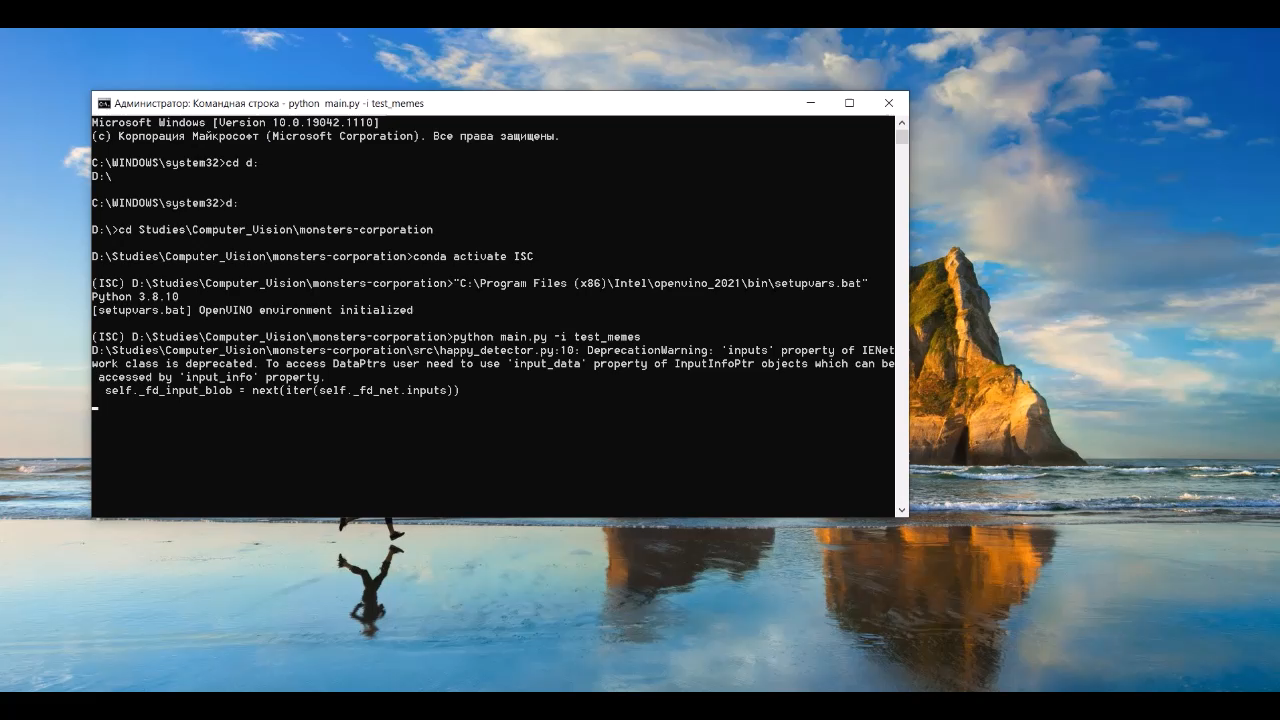 Администратор: Командная строка - python  main.py -i test_memes
Microsoft Windows [Version 10.0.19042.1110]
(c) Корпорация Майкрософт (Microsoft Corporation). Все права защищены.
C:\WINDOWS\system32>cd d:
D:\
C:\WINDOWS\system32>d:
D:\>cd Studies\Computer_Vision\monsters-corporation
D:\Studies\Computer_Vision\monsters-corporation>conda activate ISC
(ISC) D:\Studies\Computer_Vision\monsters-corporation>"C:\Program Files (x86)\Intel\openvino_2021\bin\setupvars.bat"
Python 3.8.10
[setupvars.bat] OpenVINO environment initialized
(ISC) D:\Studies\Computer_Vision\monsters-corporation>python main.py -i test_memes
D:\Studies\Computer_Vision\monsters-corporation\src\happy_detector.py:10: DeprecationWarning: 'inputs' property of IENet
work class is deprecated. To access DataPtrs user need to use 'input_data' property of InputInfoPtr objects which can be
 accessed by 'input_info' property.
  self._fd_input_blob = next(iter(self._fd_net.inputs))